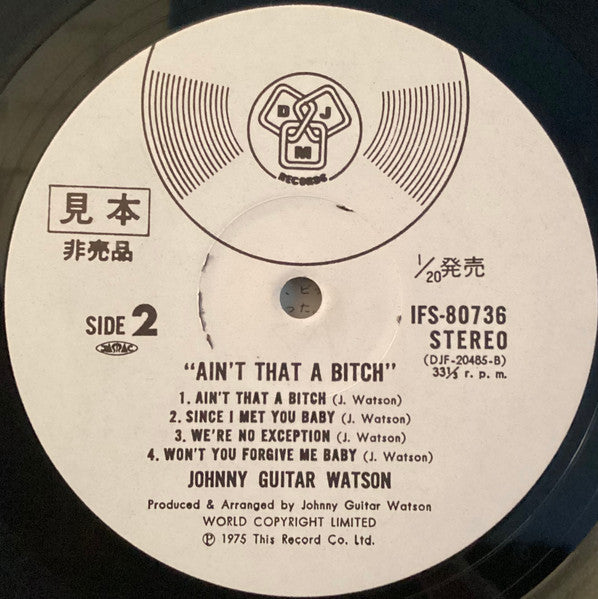 D J
M
RECORDS
見本
非売品
1/20発売
SIDE 2
JASRAC
IFS-80736
STEREO
(DJF-20485-B)
33⅓ r. p. m.
"AIN'T THAT A BITCH"
1. AIN'T THAT A BITCH (J. Watson)
2. SINCE I MET YOU BABY (J. Watson)
3. WE'RE NO EXCEPTION (J. Watson)
4. WON'T YOU FORGIVE ME BABY (J. Watson)
JOHNNY GUITAR WATSON
Produced & Arranged by Johnny Guitar Watson
WORLD COPYRIGHT LIMITED
℗ 1975 This Record Co. Ltd.